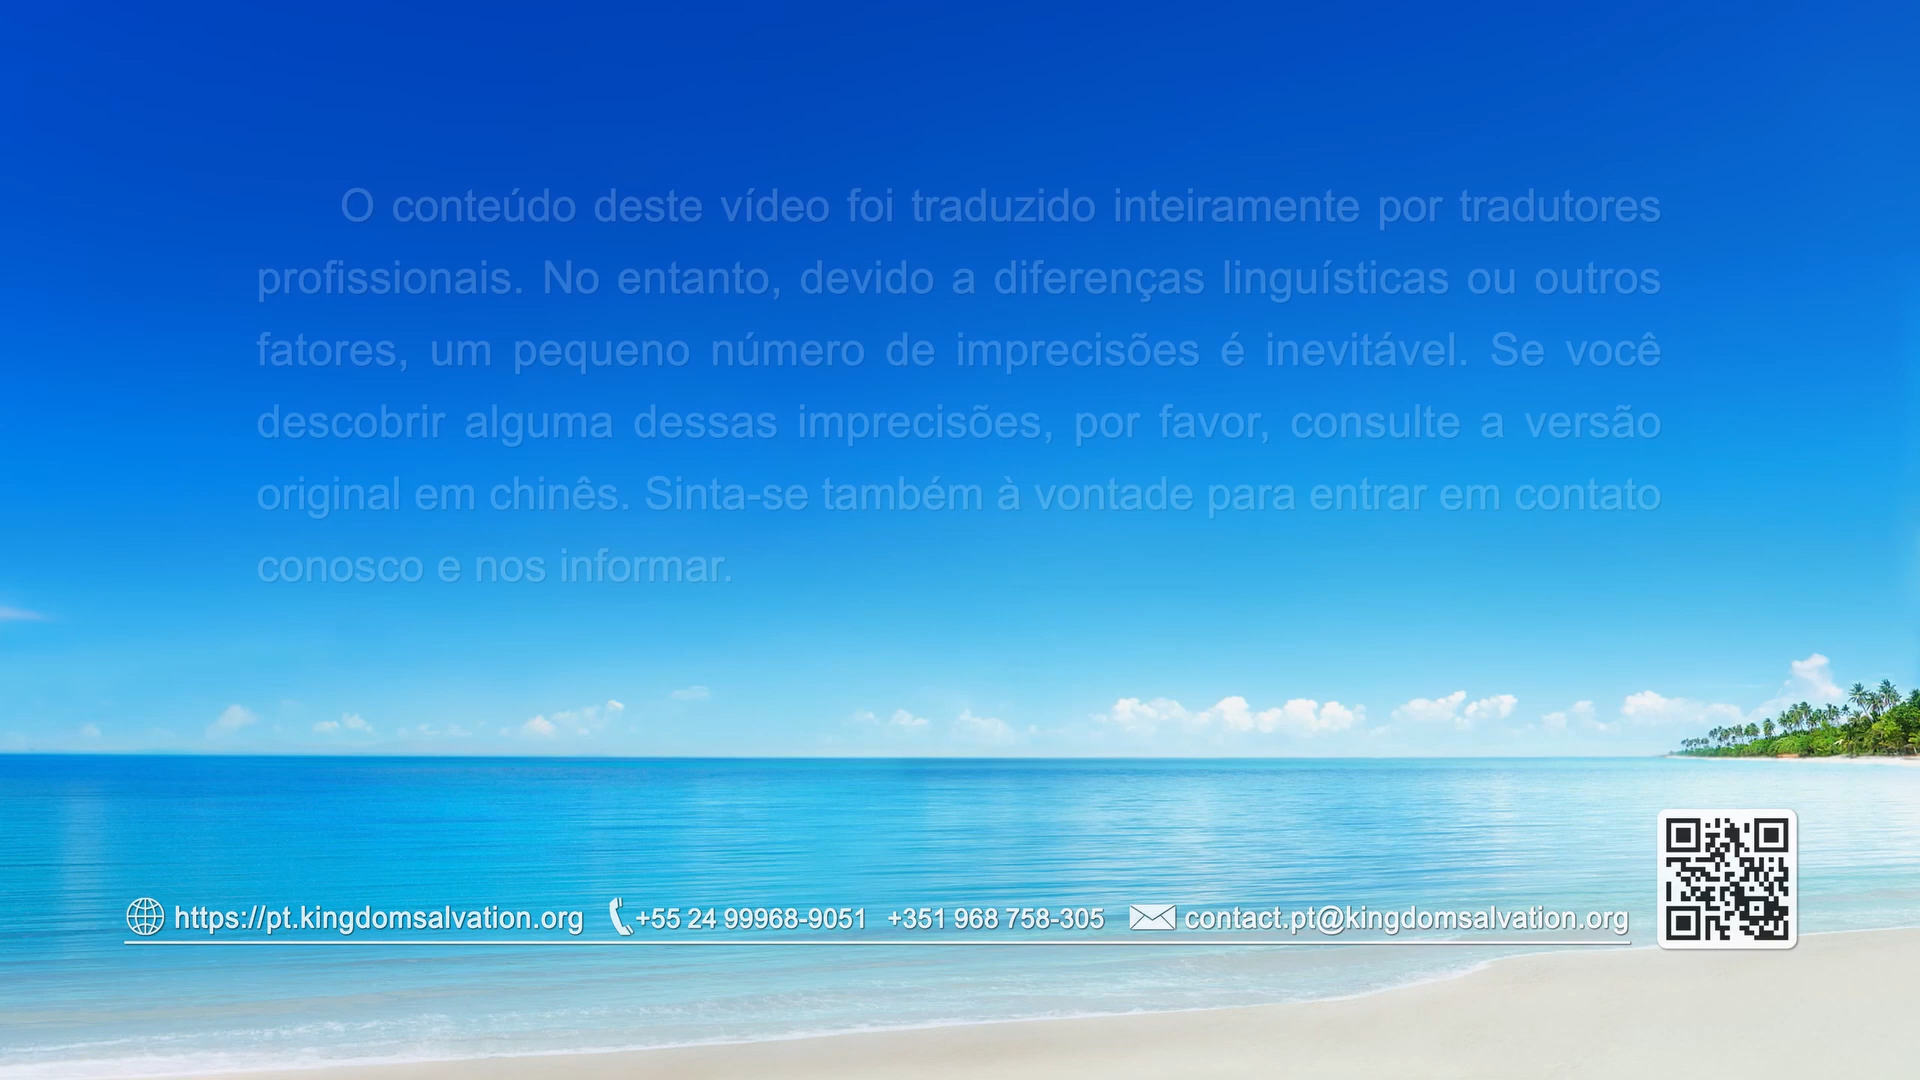 O conteúdo deste vídeo foi traduzido inteiramente por tradutores
profissionais. No entanto, devido a diferenças linguísticas ou outros
fatores, um pequeno número de imprecisões é inevitável. Se você
descobrir alguma dessas imprecisões, por favor, consulte a versão
original em chinês. Sinta-se também à vontade para entrar em contato
conosco e nos informar.
https://pt.kingdomsalvation.org +55 24 99968-9051 +351 968 758-305 contact.pt@kingdomsalvation.org